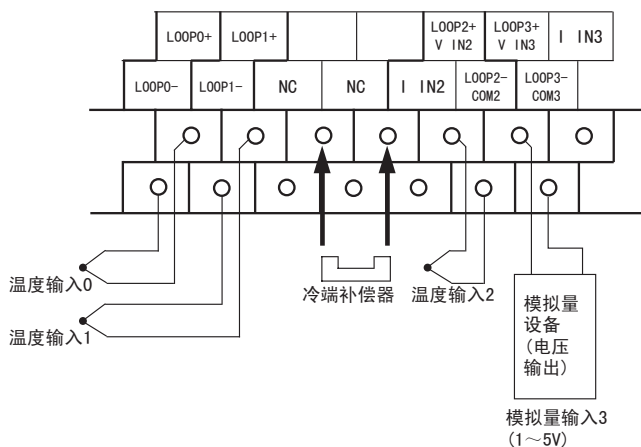 LOOP0+
LOOP1+
LOOP2+
V IN2
LOOP3+
V IN3
I IN3
LOOP0-
LOOP1-
NC
NC
I IN2
LOOP2-
COM2
LOOP3-
COM3
温度输入0
温度输入1
冷端补偿器
温度输入2
模拟量
设备
(电压
输出)
模拟量输入3
(1～5V)